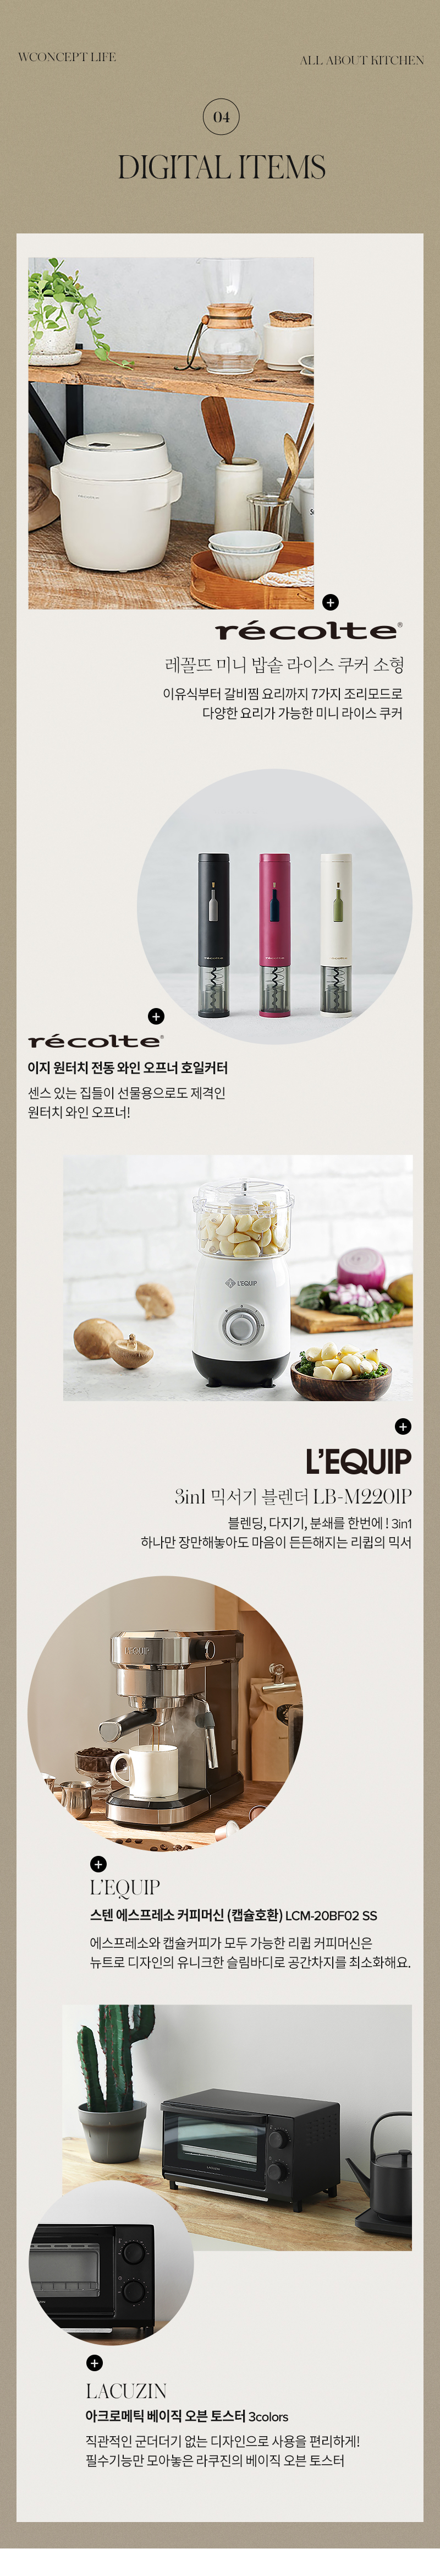 WCONCEPT LIFE
ALL ABOUT KITCHEN
04
DIGITAL ITEMS
récolte®
레꼴뜨 미니 밥솥 라이스 쿠커 소형
이유식부터 갈비찜 요리까지 7가지 조리모드로
다양한 요리가 가능한 미니 라이스 쿠커
récolte®
이지 원터치 전동 와인 오프너 호일커터
센스 있는 집들이 선물용으로도 제격인
원터치 와인 오프너!
L'EQUIP
L'EQUIP
3in1 믹서기 블렌더 LB-M2201P
블렌딩, 다지기, 분쇄를 한번에 ! 3in1
하나만 장만해놓아도 마음이 든든해지는 리큅의 믹서
L'EQUIP
L'EQUIP
스텐 에스프레소 커피머신 (캡슐호환) LCM-20BF02 SS
에스프레소와 캡슐커피가 모두 가능한 리큅 커피머신은
뉴트로 디자인의 유니크한 슬림바디로 공간차지를 최소화해요.
LACUZIN
아크로메틱 베이직 오븐 토스터 3colors
직관적인 군더더기 없는 디자인으로 사용을 편리하게!
필수기능만 모아놓은 라쿠진의 베이직 오븐 토스터